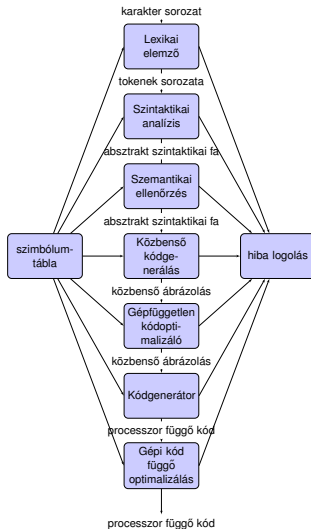 karakter sorozat
Lexikai
elemző
tokenek sorozata
Szintaktikai
analízis
absztrakt szintaktikai fa
Szemantikai
ellenőrzés
absztrakt szintaktikai fa
szimbólum-
tábla
Közbenső
kódge-
nerálás
hiba logolás
közbenső ábrázolás
Gépfüggetlen
kódopti-
malizáló
közbenső ábrázolás
Kódgenerátor
processzor függő kód
Gépi kód
függő
optimalizálás
processzor függő kód